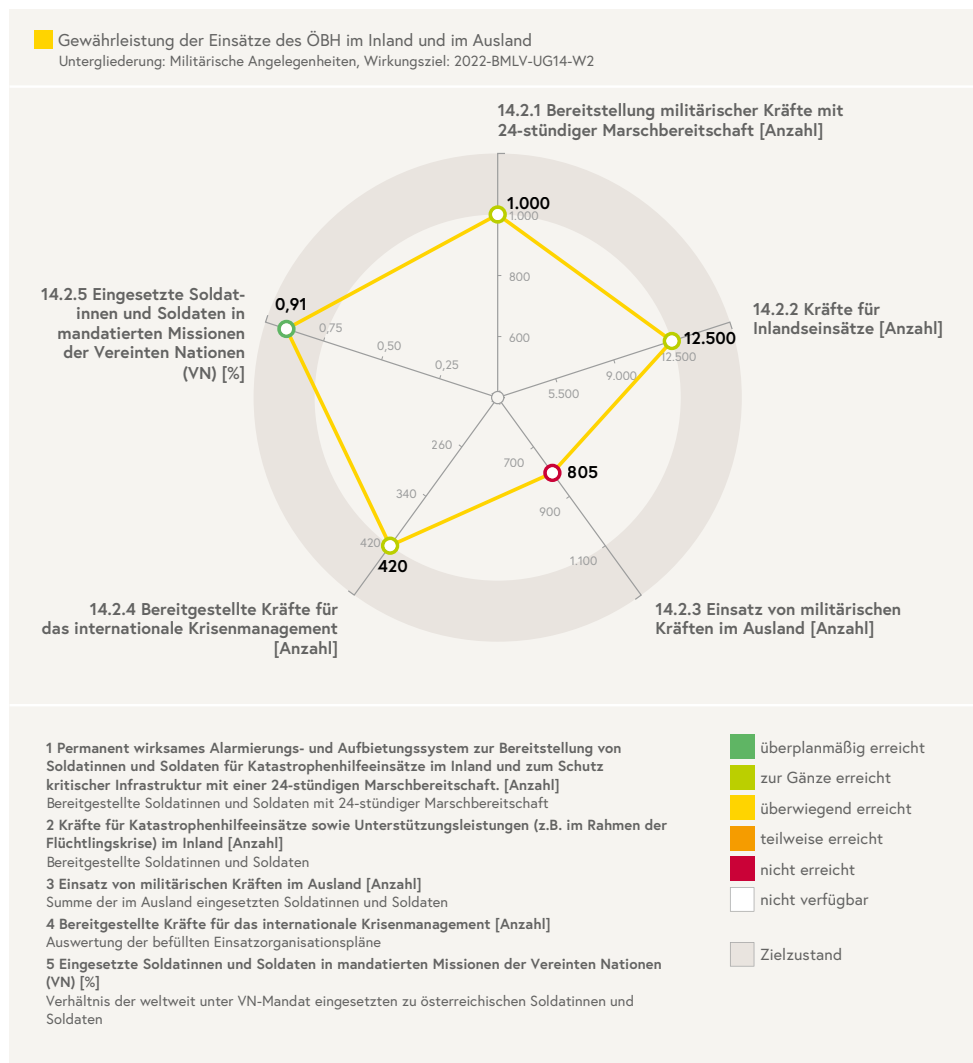 Gewährleistung der Einsätze des ÖBH im Inland und im Ausland
Untergliederung: Militärische Angelegenheiten, Wirkungsziel: 2022-BMLV-UG14-W2
14.2.1 Bereitstellung militärischer Kräfte mit
24-stündiger Marschbereitschaft [Anzahl]
1.000
1.000
800
600
14.2.2 Kräfte für
Inlandseinsätze [Anzahl]
12.500
12.500
9.000
5.500
14.2.3 Einsatz von militärischen
Kräften im Ausland [Anzahl]
805
700
900
1.100
14.2.4 Bereitgestellte Kräfte für
das internationale Krisenmanagement
[Anzahl]
420
420
340
260
14.2.5 Eingesetzte Soldat-
innen und Soldaten in
mandatierten Missionen
der Vereinten Nationen
(VN) [%]
0,91
0,75
0,50
0,25
1 Permanent wirksames Alarmierungs- und Aufbietungssystem zur Bereitstellung von
Soldatinnen und Soldaten für Katastrophenhilfeeinsätze im Inland und zum Schutz
kritischer Infrastruktur mit einer 24-stündigen Marschbereitschaft. [Anzahl]
Bereitgestellte Soldatinnen und Soldaten mit 24-stündiger Marschbereitschaft
2 Kräfte für Katastrophenhilfeeinsätze sowie Unterstützungsleistungen (z.B. im Rahmen der
Flüchtlingskrise) im Inland [Anzahl]
Bereitgestellte Soldatinnen und Soldaten
3 Einsatz von militärischen Kräften im Ausland [Anzahl]
Summe der im Ausland eingesetzten Soldatinnen und Soldaten
4 Bereitgestellte Kräfte für das internationale Krisenmanagement [Anzahl]
Auswertung der befüllten Einsatzorganisationspläne
5 Eingesetzte Soldatinnen und Soldaten in mandatierten Missionen der Vereinten Nationen
(VN) [%]
Verhältnis der weltweit unter VN-Mandat eingesetzten zu österreichischen Soldatinnen und
Soldaten
überplanmäßig erreicht
zur Gänze erreicht
überwiegend erreicht
teilweise erreicht
nicht erreicht
nicht verfügbar
Zielzustand